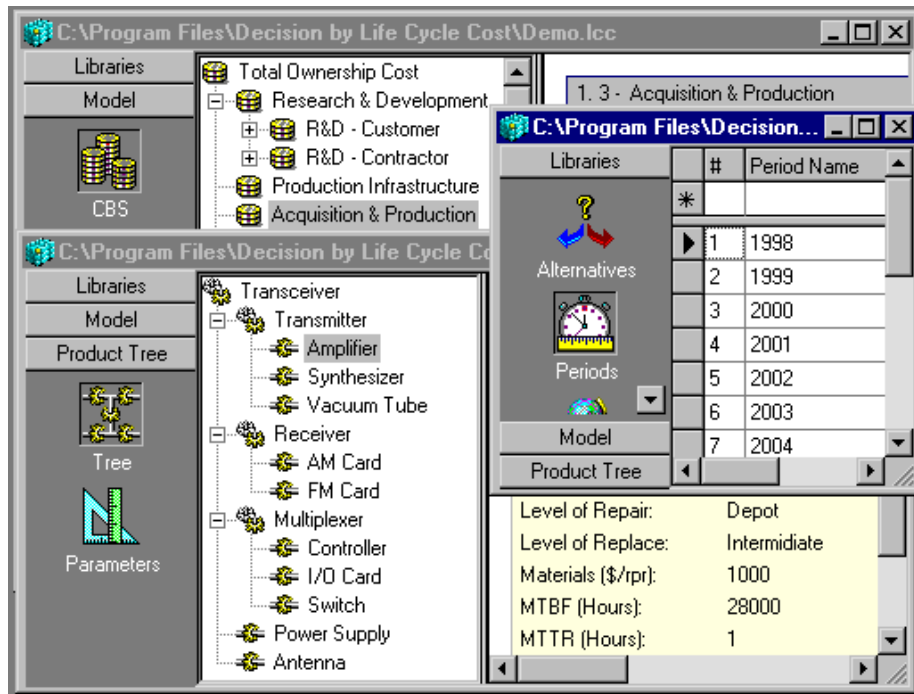 C:\Program Files\Decision by Life Cycle Cost\Demo.lcc
Libraries
Model
CBS
Total Ownership Cost
Research & Development
R&D - Customer
R&D - Contractor
Production Infrastructure
Acquisition & Production
1. 3 - Acquisition & Production
C:\Program Files\Decision...
Libraries
Alternatives
Periods
Model
Product Tree
# Period Name
*
1 1998
2 1999
3 2000
4 2001
5 2002
6 2003
7 2004
C:\Program Files\Decision by Life Cycle C
Libraries
Model
Product Tree
Tree
Parameters
Transceiver
Transmitter
Amplifier
Synthesizer
Vacuum Tube
Receiver
AM Card
FM Card
Multiplexer
Controller
I/O Card
Switch
Power Supply
Antenna
Level of Repair: Depot
Level of Replace: Intermidiate
Materials ($/rpr): 1000
MTBF (Hours): 28000
MTTR (Hours): 1